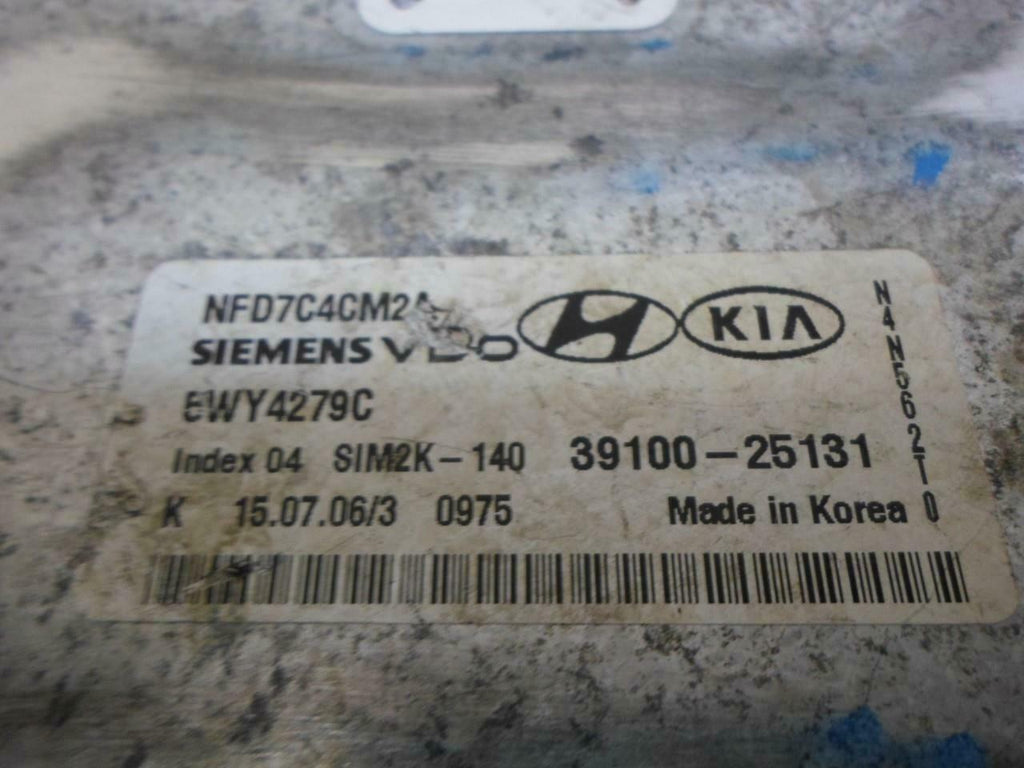 NFD7C4CM2A
SIEMENS VDO KIA
5WY4279C
Index 04 SIM2K-140 39100-25131
K 15.07.06/3 0975 Made in Korea
N4N562T0